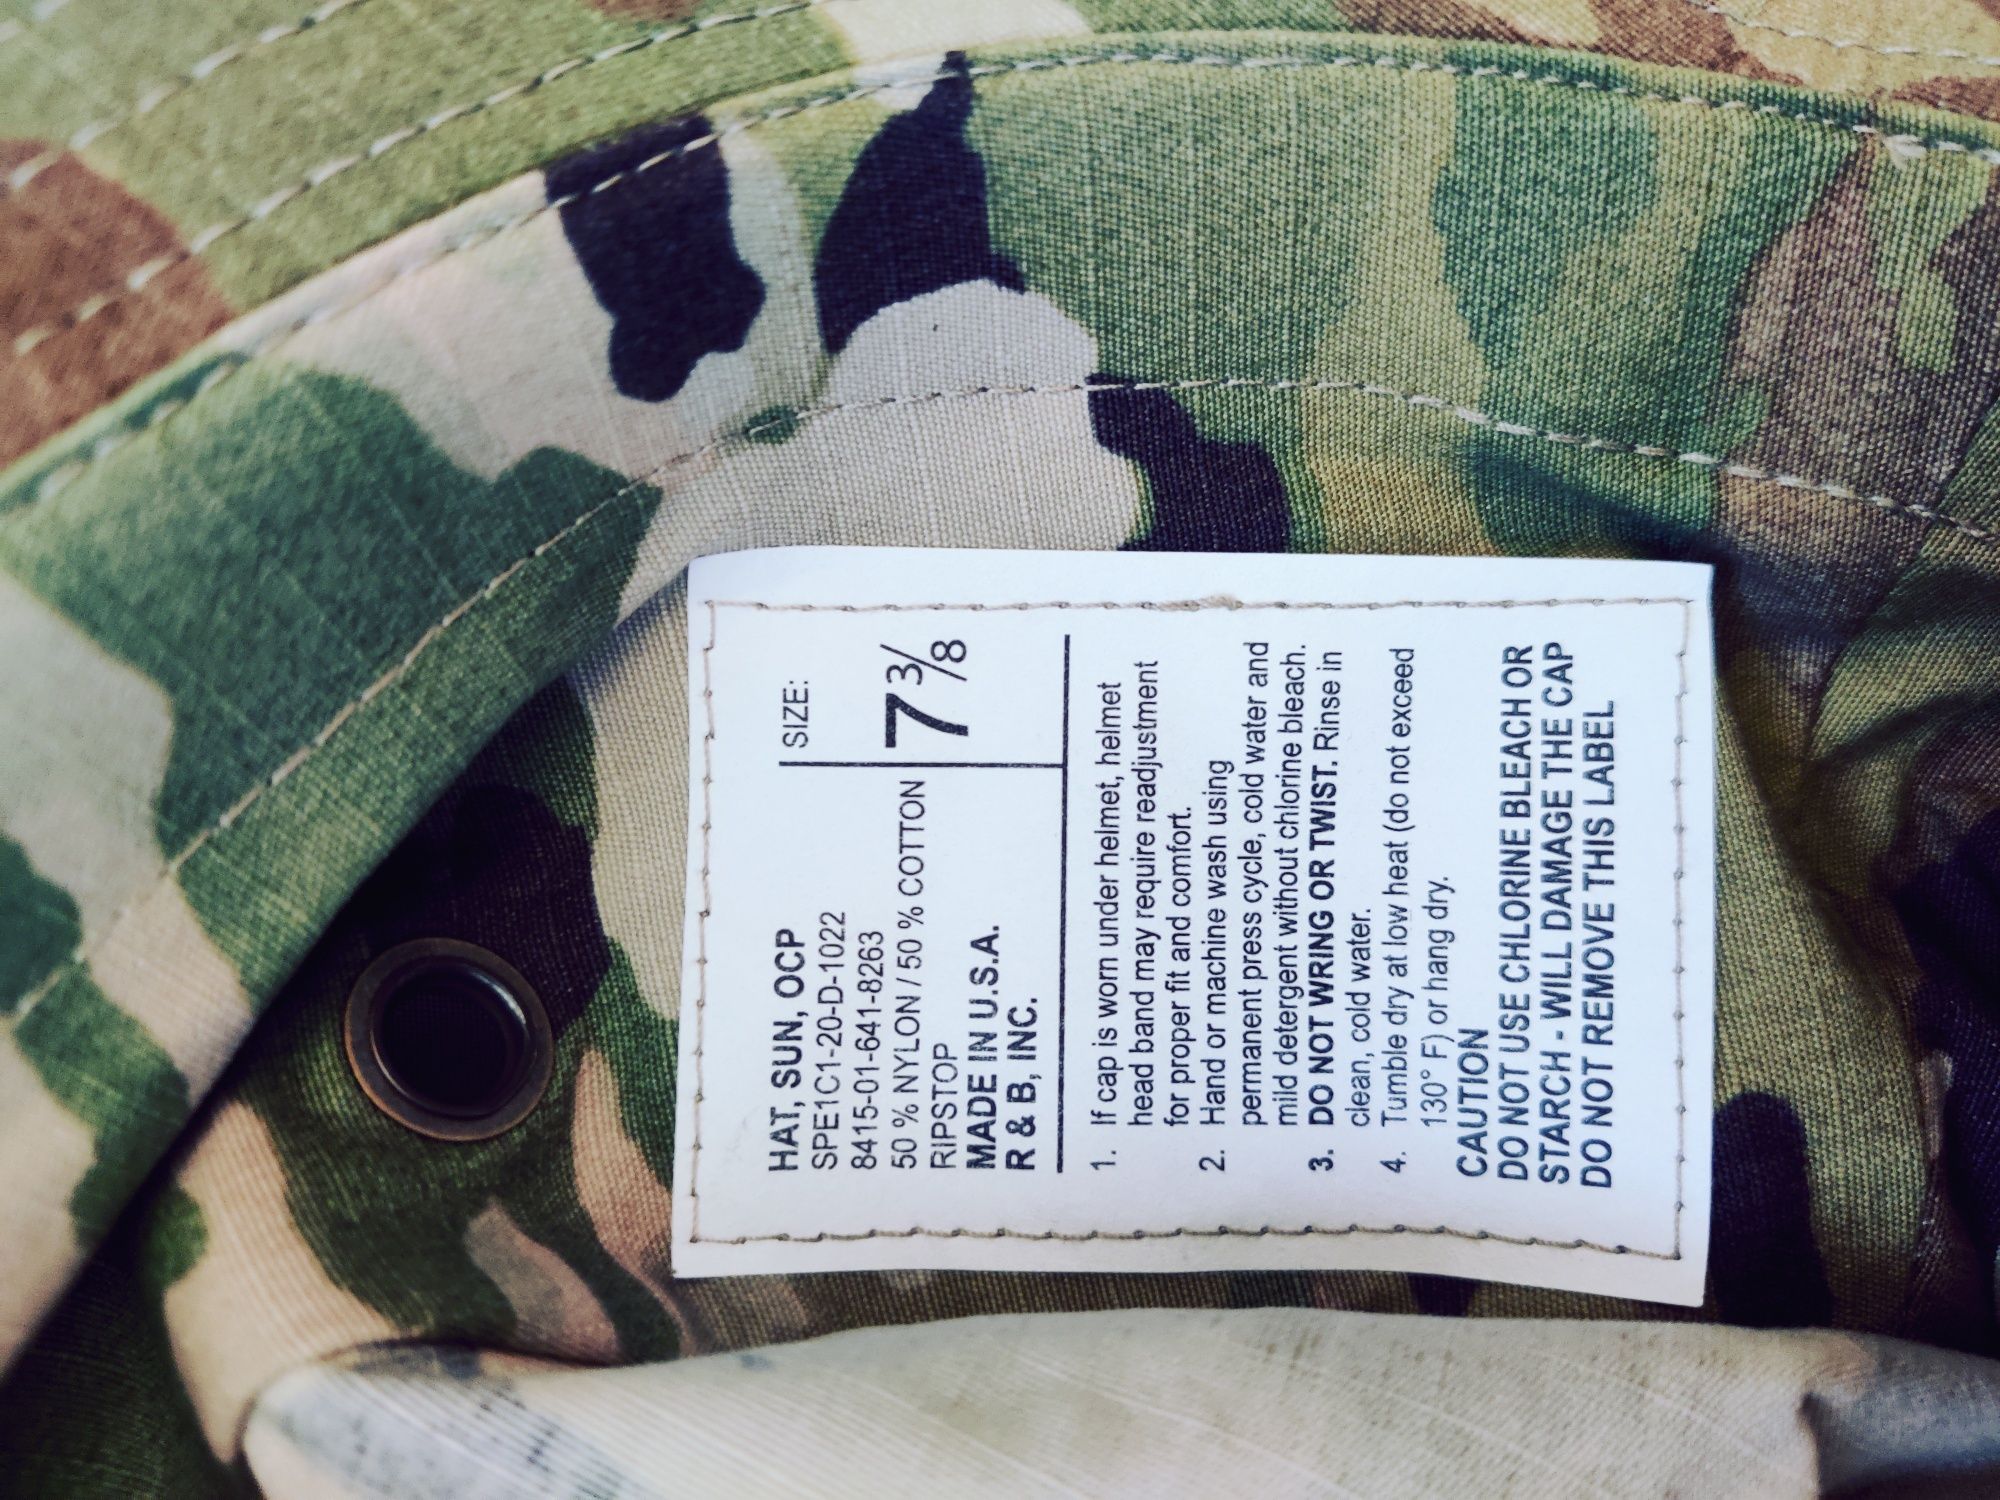 HAT, SUN, OCP
SPE1C1-20-D-1022
8415-01-641-8263
50 % NYLON / 50 % COTTON
RIPSTOP
MADE IN U.S.A.
R & B, INC.
SIZE:
7 3/8
1. If cap is worn under helmet, helmet
head band may require readjustment
for proper fit and comfort.
2. Hand or machine wash using
permanent press cycle, cold water and
mild detergent without chlorine bleach.
3. DO NOT WRING OR TWIST. Rinse in
clean, cold water.
4. Tumble dry at low heat (do not exceed
130° F) or hang dry.
CAUTION
DO NOT USE CHLORINE BLEACH OR
STARCH - WILL DAMAGE THE CAP
DO NOT REMOVE THIS LABEL